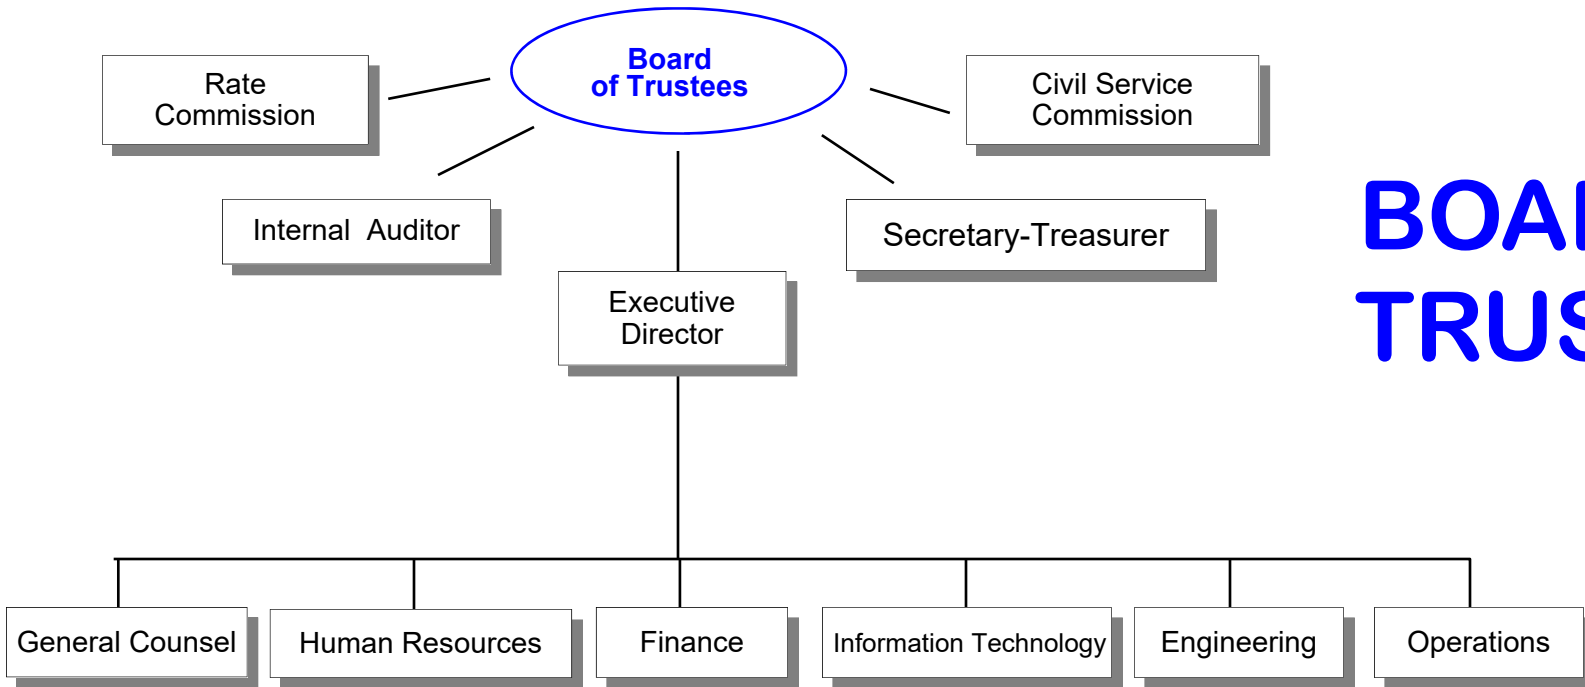 Board
of Trustees
Rate
Commission
Civil Service
Commission
Internal Auditor
Secretary-Treasurer
Executive
Director
TRUS
General Counsel
Human Resources
Finance
Information Technology
Engineering
Operations